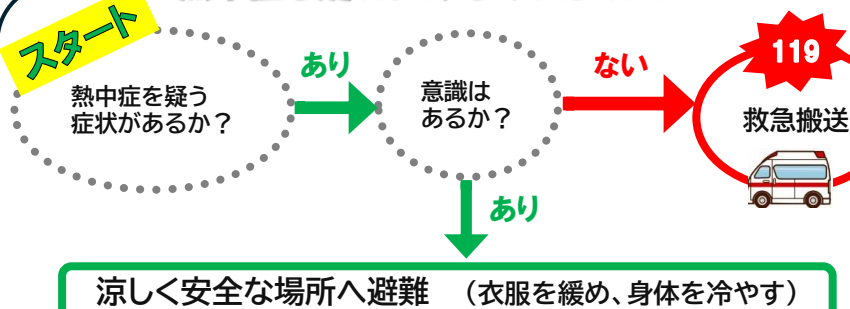 スタート
熱中症を疑う
症状があるか？
あり
意識は
あるか？
ない
119
救急搬送
あり
涼しく安全な場所へ避難　（衣服を緩め、身体を冷やす）